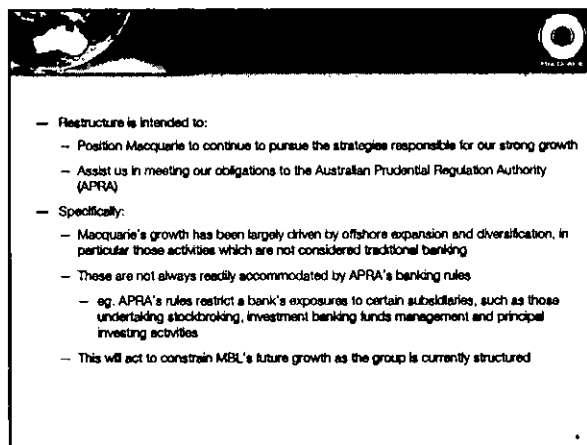 — Restructure is intended to:
– Position Macquarie to continue to pursue the strategies responsible for our strong growth
– Assist us in meeting our obligations to the Australian Prudential Regulation Authority
(APRA)
— Specifically:
– Macquarie's growth has been largely driven by offshore expansion and diversification, in
particular those activities which are not considered traditional banking
– These are not always readily accommodated by APRA's banking rules
– eg. APRA's rules restrict a bank's exposures to certain subsidiaries, such as those
undertaking stockbroking, investment banking funds management and principal
investing activities
– This will act to constrain MBL's future growth as the group is currently structured